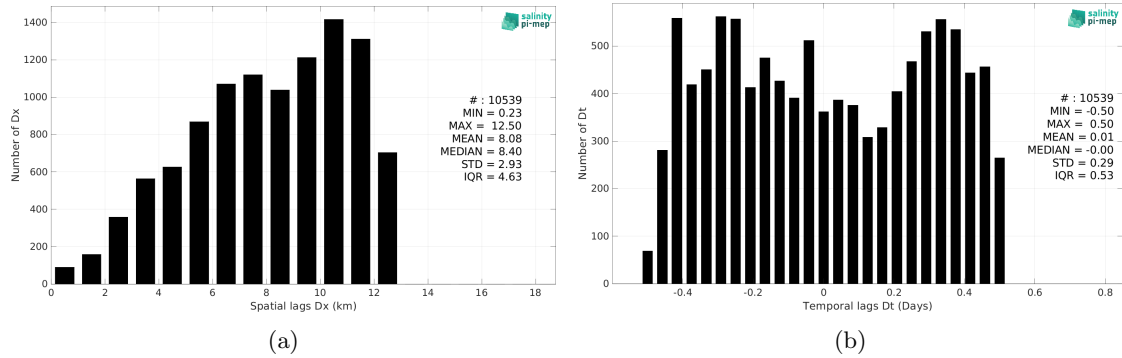 1400
1200
1000
800
600
400
200
0
Number of Dx
salinity
pi-mep
# : 10539
MIN = 0.23
MAX = 12.50
MEAN = 8.08
MEDIAN = 8.40
STD = 2.93
IQR = 4.63
0 2 4 6 8 10 12 14 16 18
Spatial lags Dx (km)
(a)
500
400
300
200
100
0
Number of Dt
salinity
pi-mep
# : 10539
MIN = -0.50
MAX = 0.50
MEAN = 0.01
MEDIAN = -0.00
STD = 0.29
IQR = 0.53
-0.4 -0.2 0 0.2 0.4 0.6 0.8
Temporal lags Dt (Days)
(b)